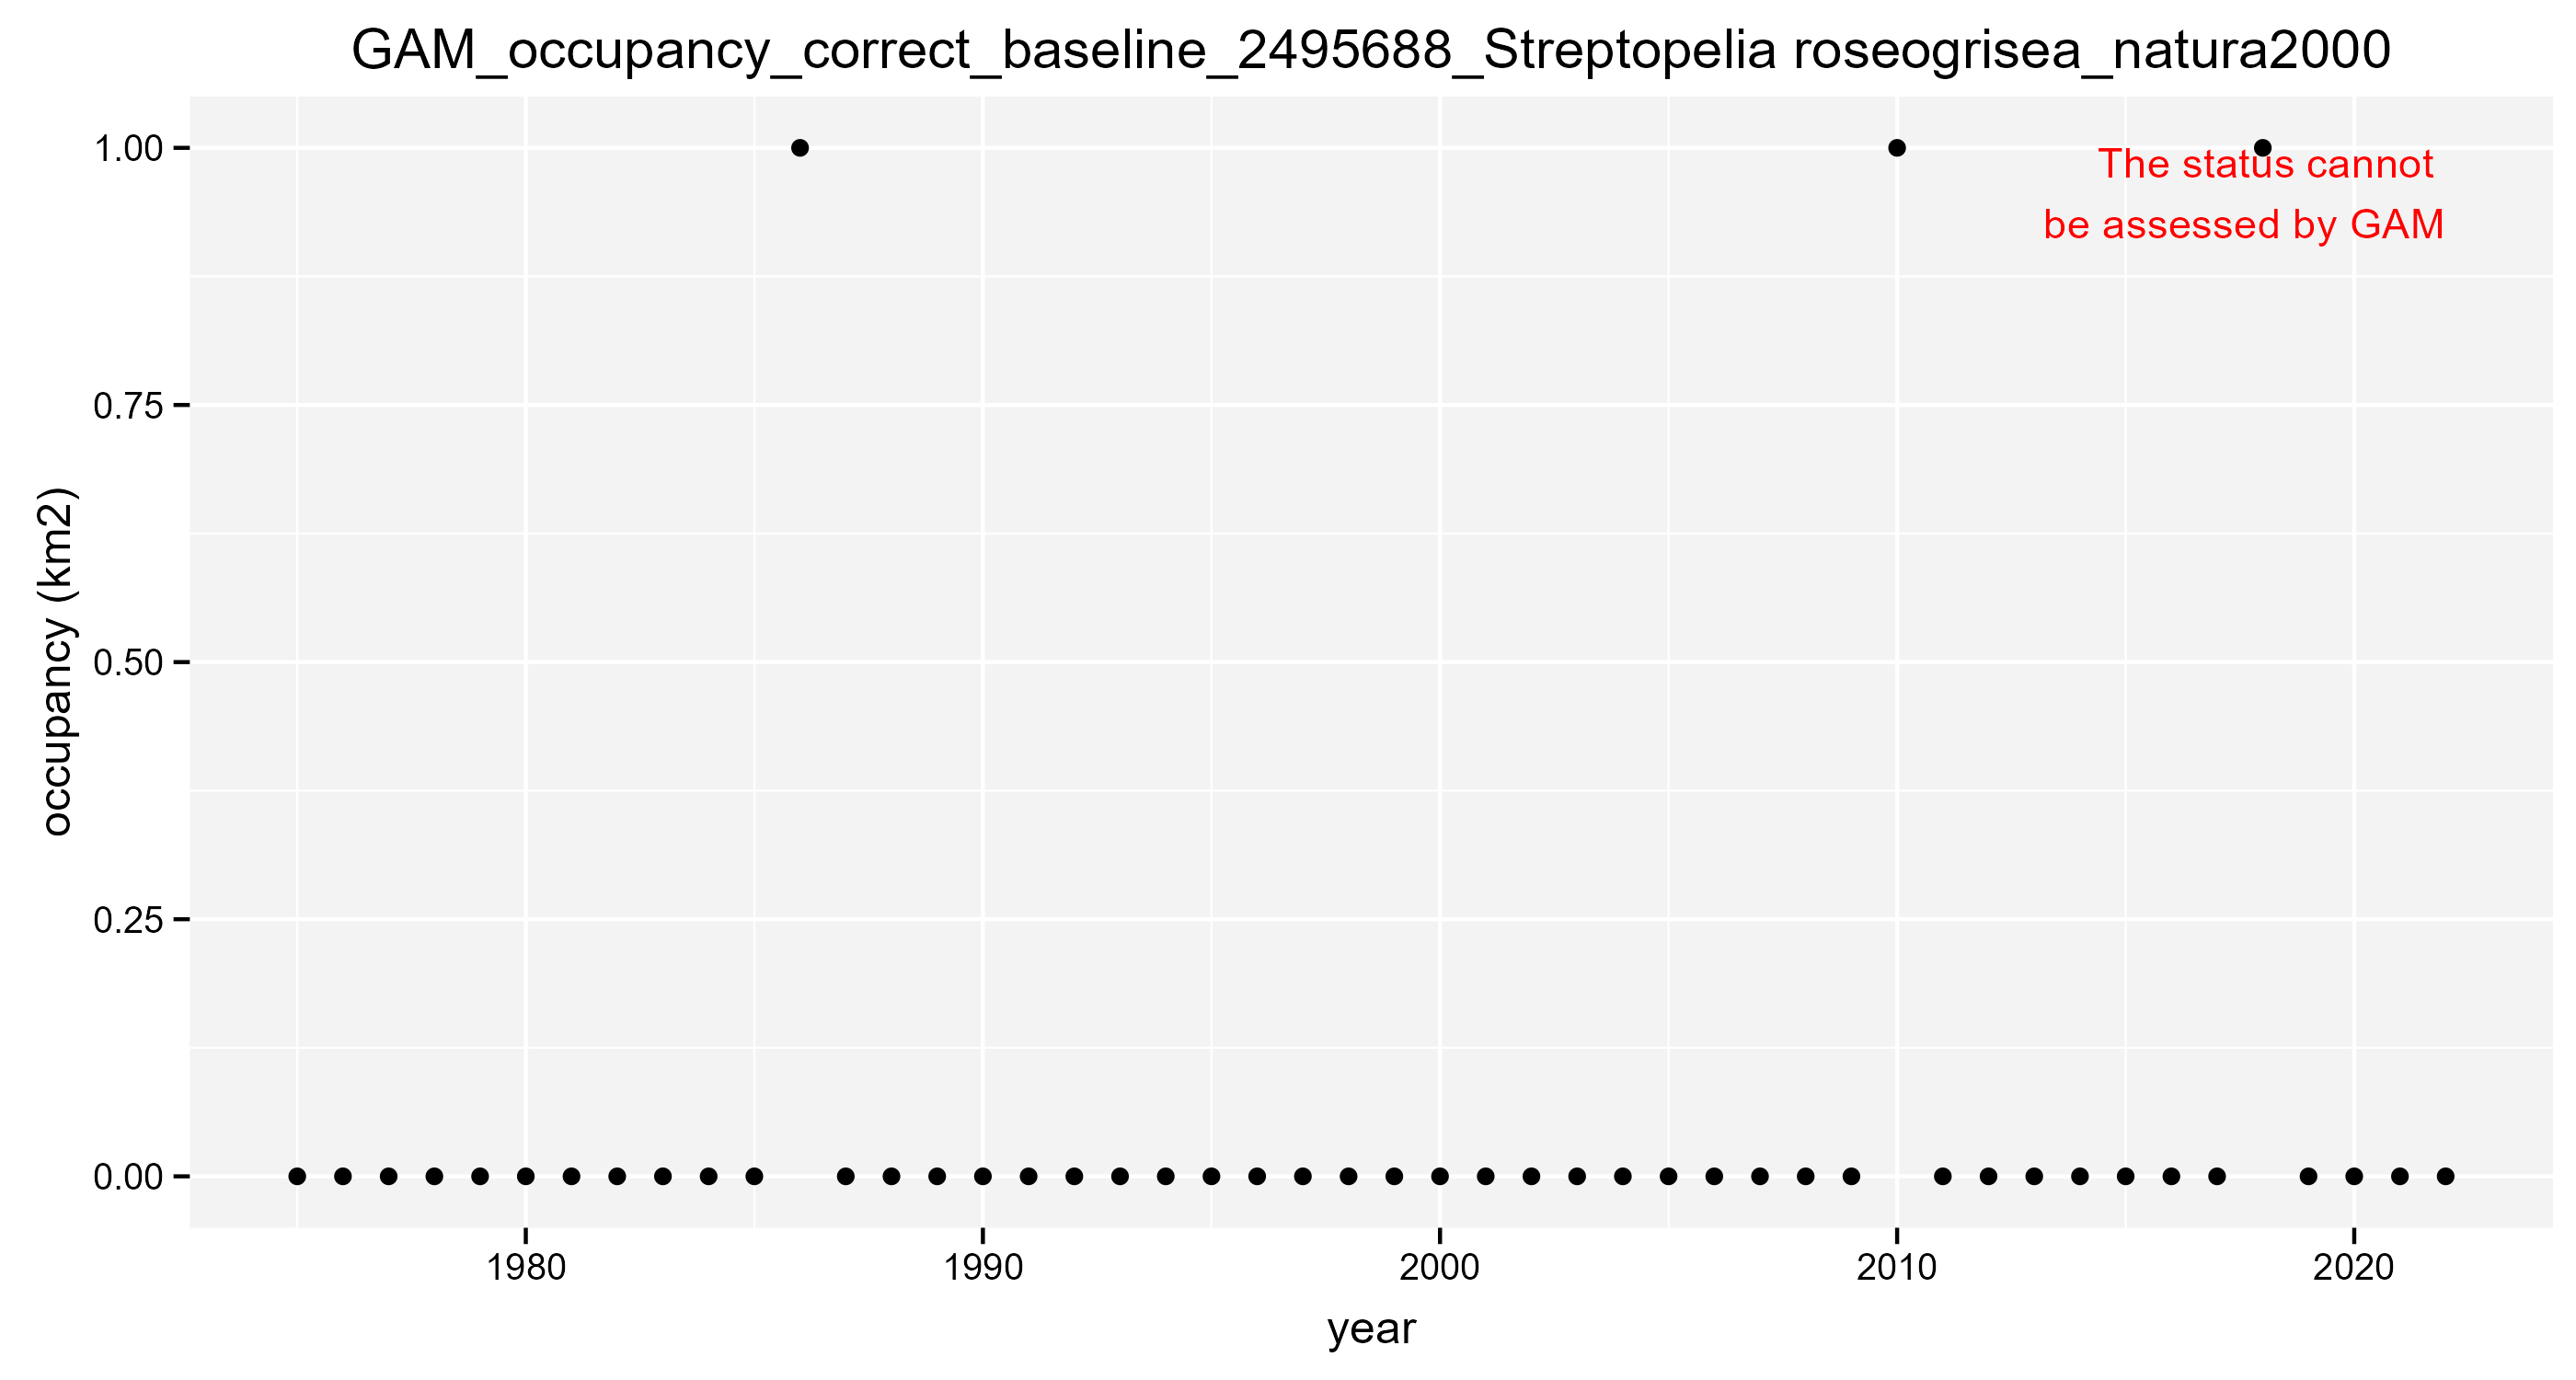 GAM_occupancy_correct_baseline_2495688_Streptopelia roseogrisea_natura2000
1.00
The status cannot
be assessed by GAM
0.75
occupancy (km2)
0.50
0.25
0.00
1980 1990 2000 2010 2020
year